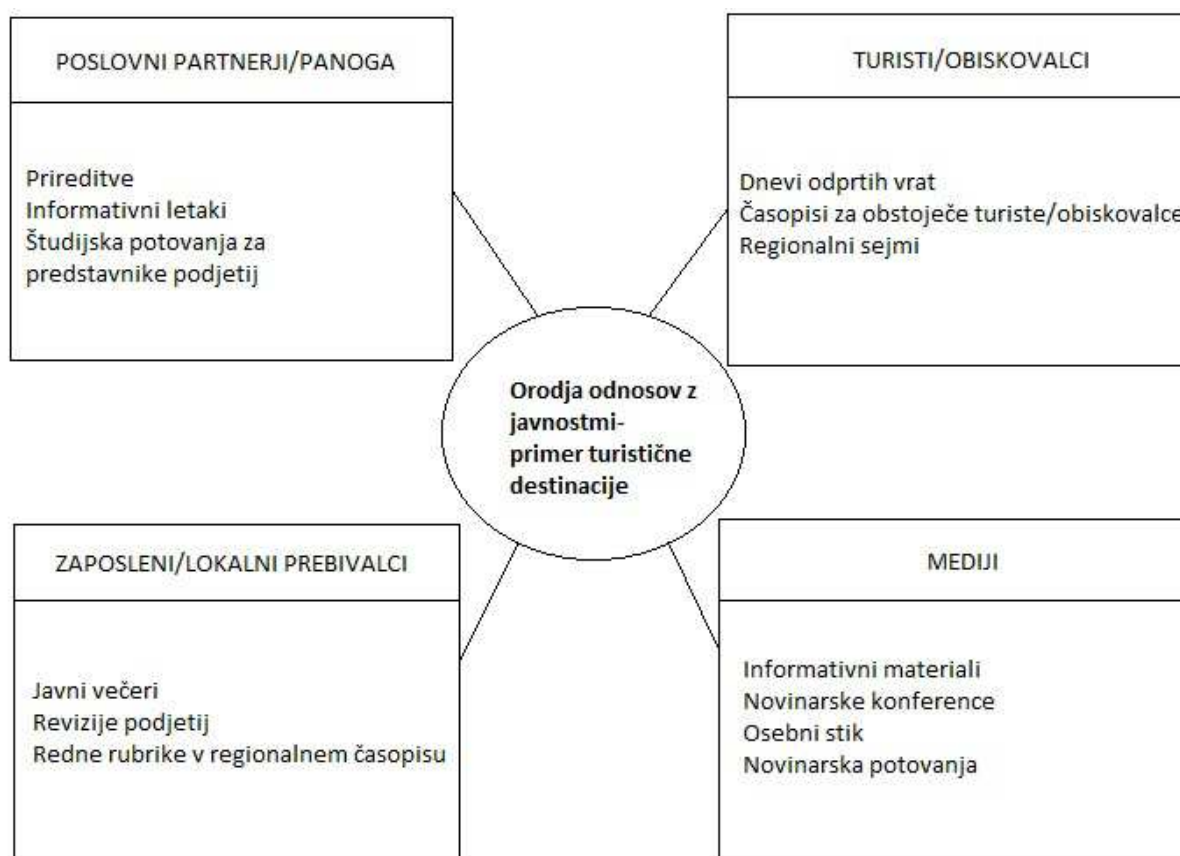 POSLOVNI PARTNERJI/PANOGA
Prireditve
Informativni letaki
Študijska potovanja za
predstavnike podjetij
TURISTI/OBISKOVALCI
Dnevi odprtih vrat
Časopisi za obstoječe turiste/obiskovalce
Regionalni sejmi
Orodja odnosov z
javnostmi-
primer turistične
destinacije
ZAPOSLENI/LOKALNI PREBIVALCI
Javni večeri
Revizije podjetij
Redne rubrike v regionalnem časopisu
MEDIJI
Informativni materiali
Novinarske konference
Osebni stik
Novinarska potovanja